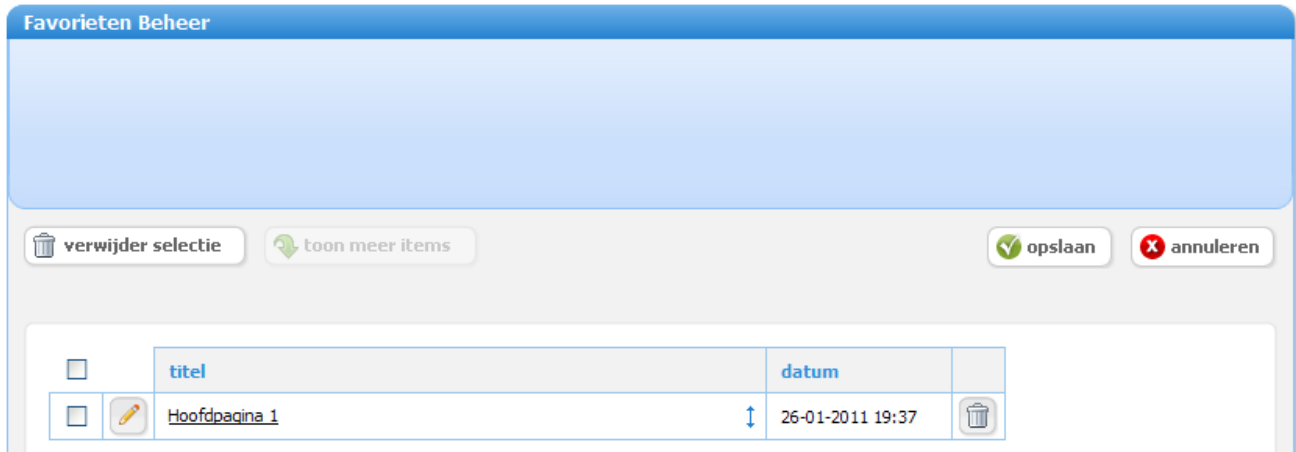 Favorieten Beheer
verwijder selectie toon meer items opslaan annuleren
titel datum
Hoofdpagina 1 26-01-2011 19:37